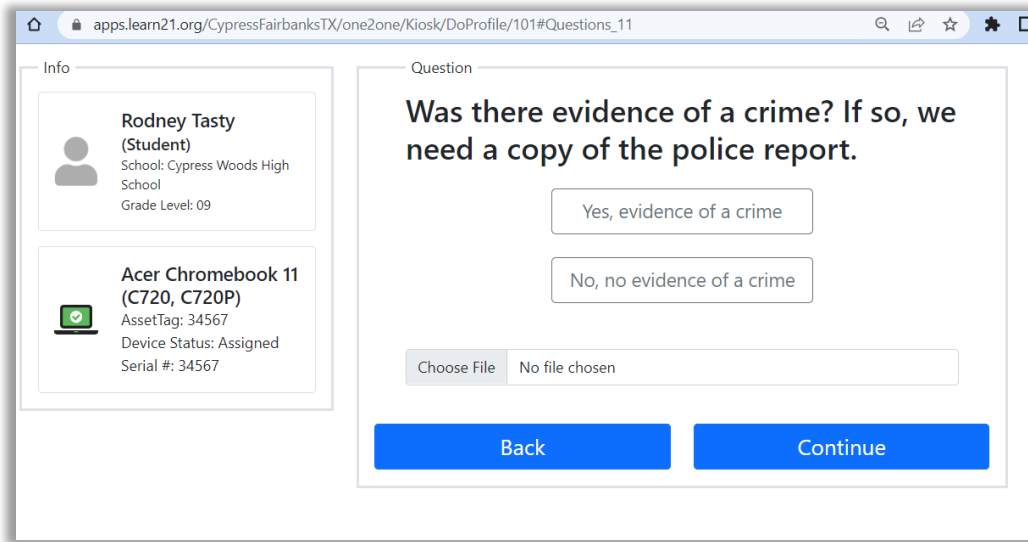 apps.learn21.org/CypressFairbanksTX/one2one/Kiosk/DoProfile/101#Questions_11
Info
Rodney Tasty
(Student)
School: Cypress Woods High
School
Grade Level: 09
Acer Chromebook 11
(C720, C720P)
AssetTag: 34567
Device Status: Assigned
Serial #: 34567
Question
Was there evidence of a crime? If so, we
need a copy of the police report.
Yes, evidence of a crime
No, no evidence of a crime
Choose File No file chosen
Back
Continue